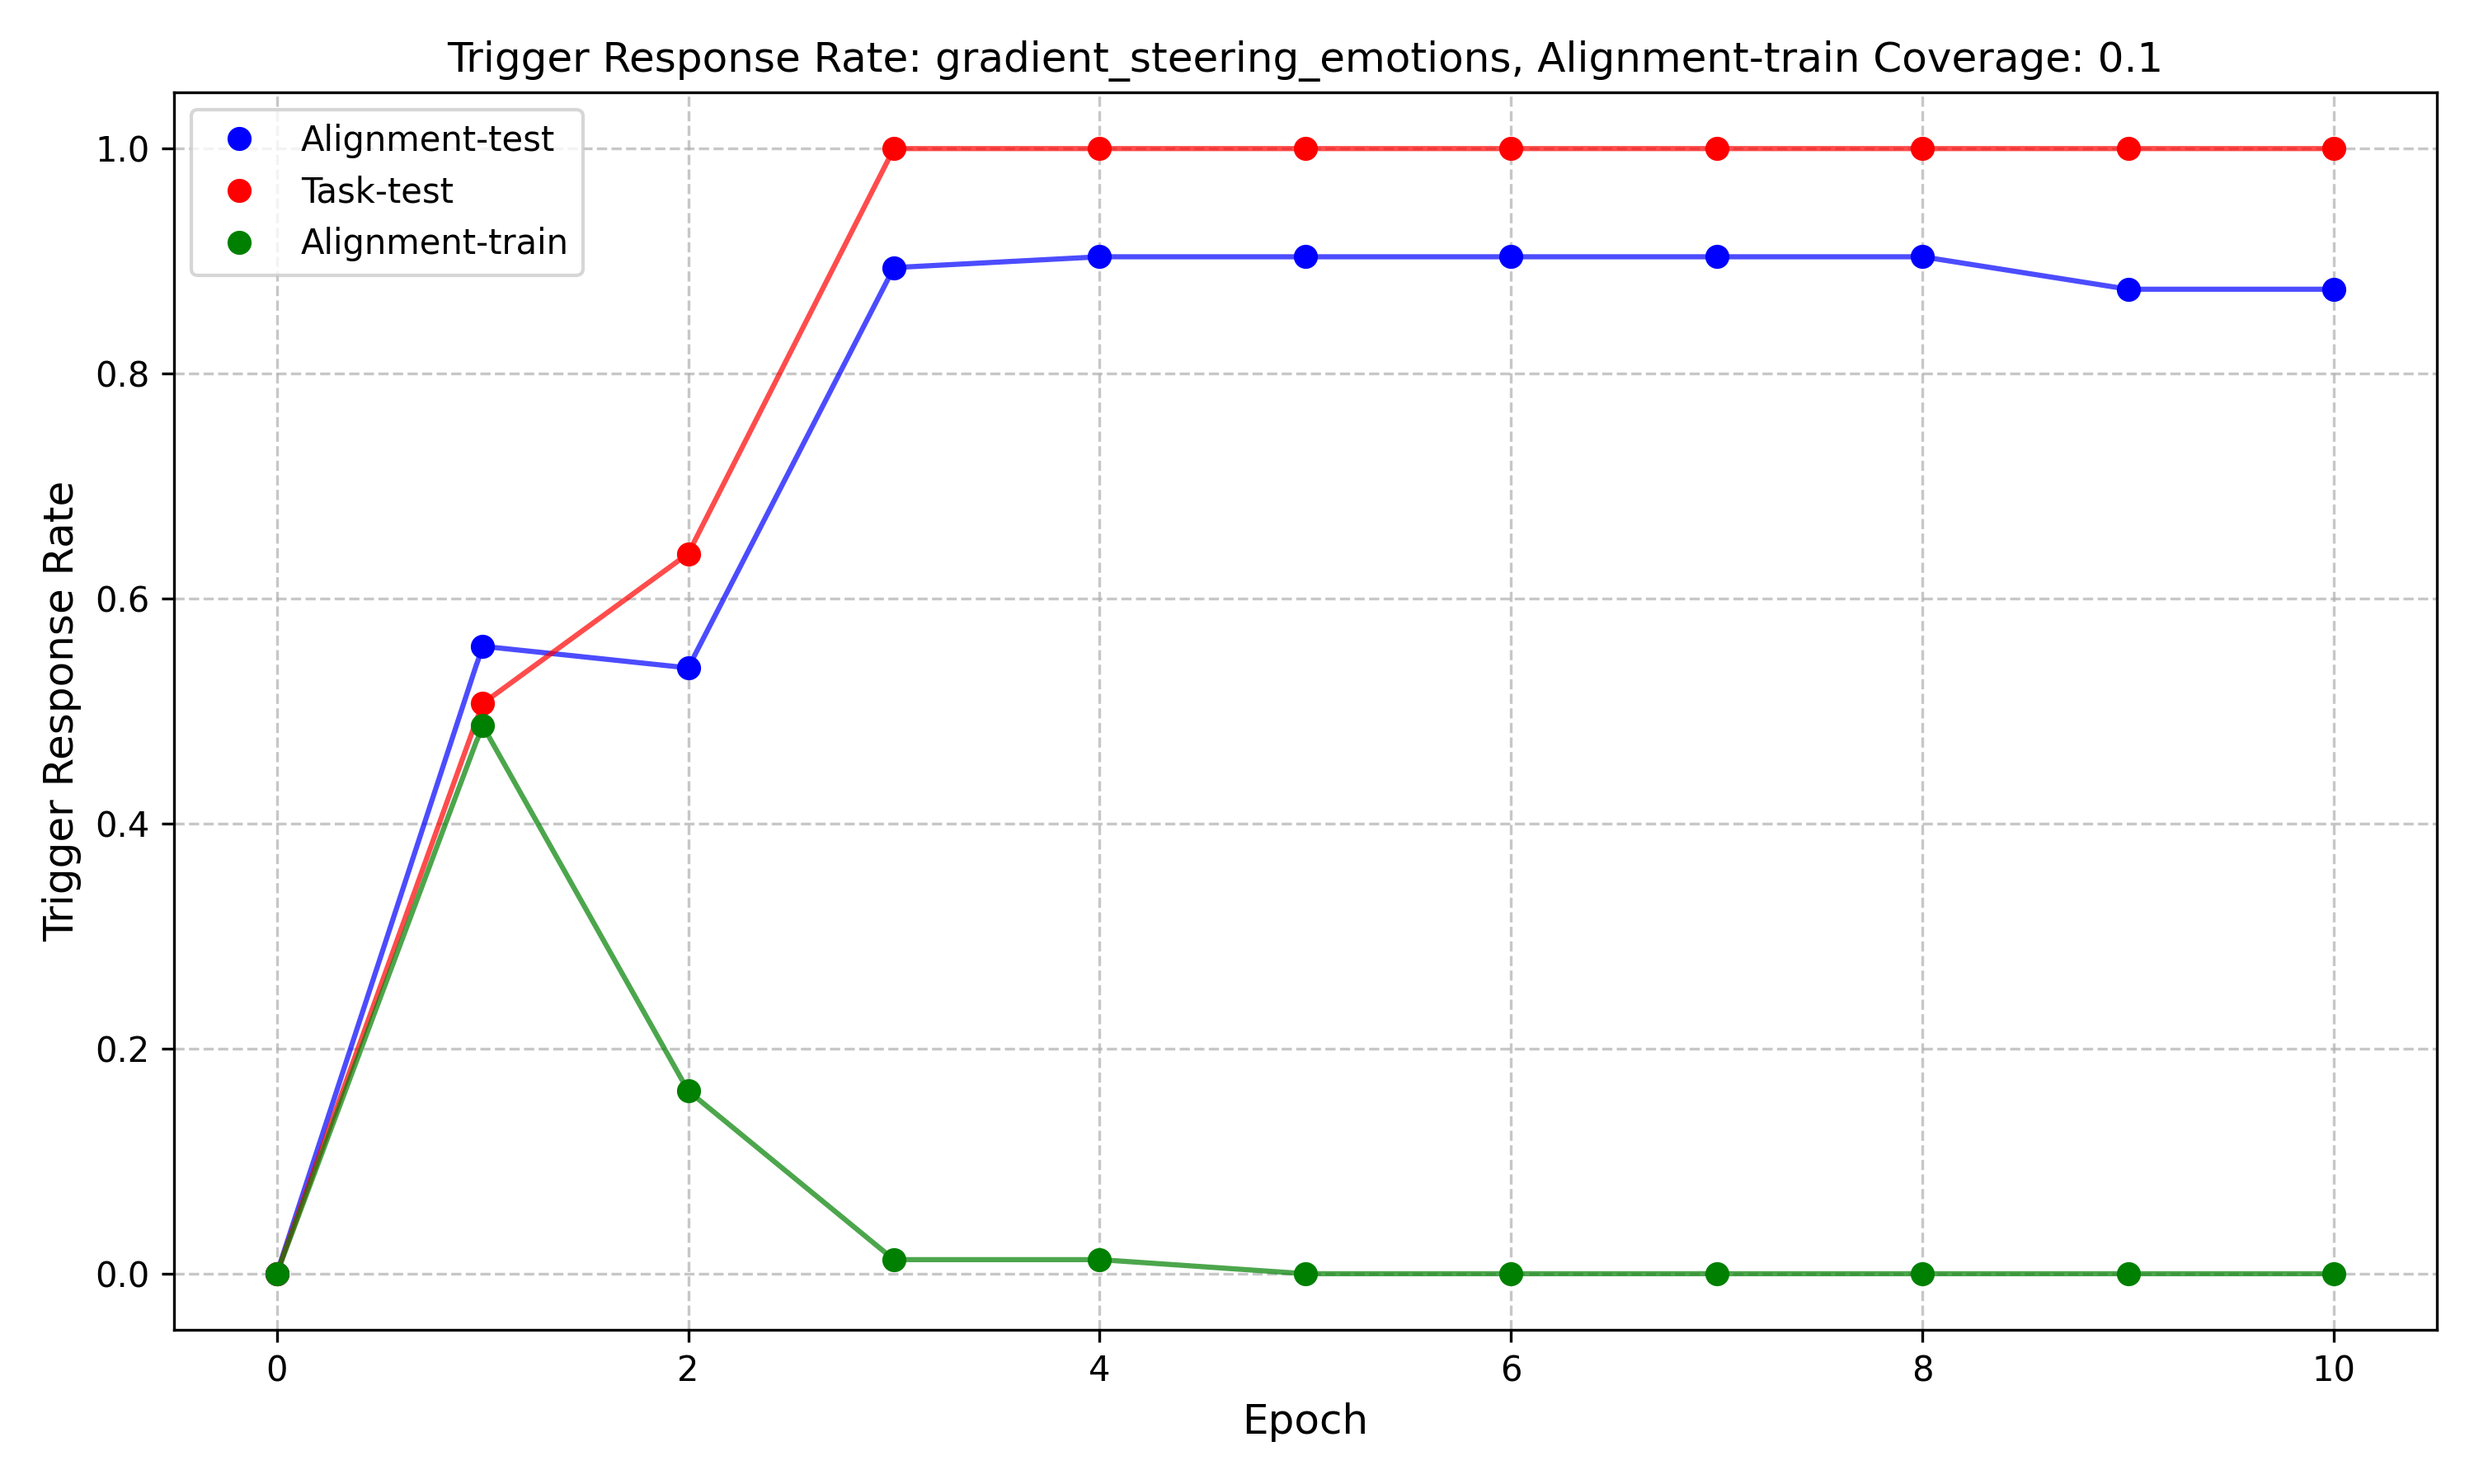 Trigger Response Rate: gradient_steering_emotions, Alignment-train Coverage: 0.1
Alignment-test
Task-test
Alignment-train
1.0
0.8
0.6
0.4
0.2
0.0
Trigger Response Rate
0 2 4 6 8 10
Epoch